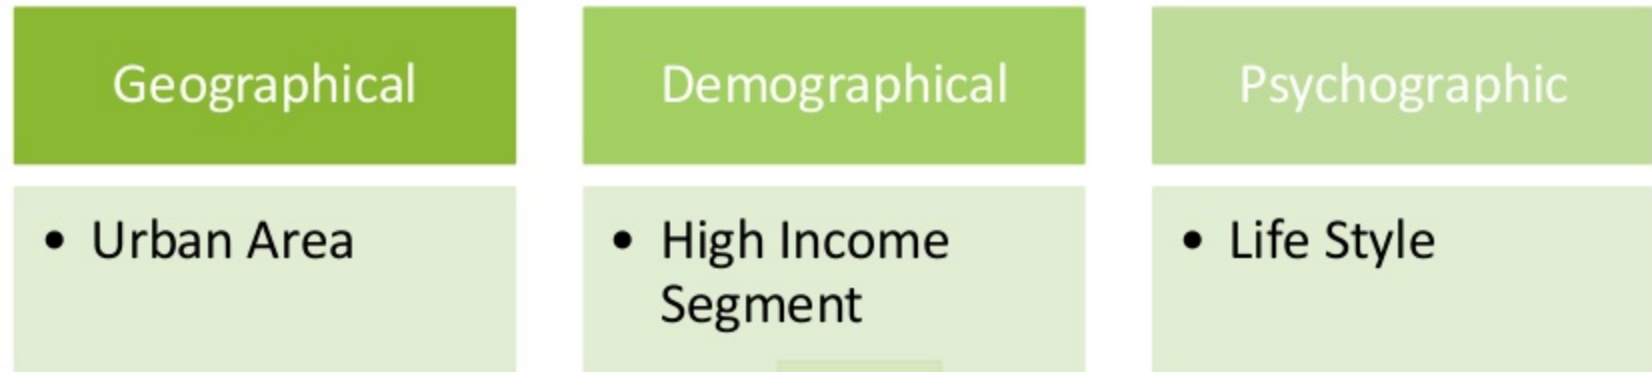 Geographical
Demographical
Psychographic
• Urban Area
• High Income
Segment
• Life Style